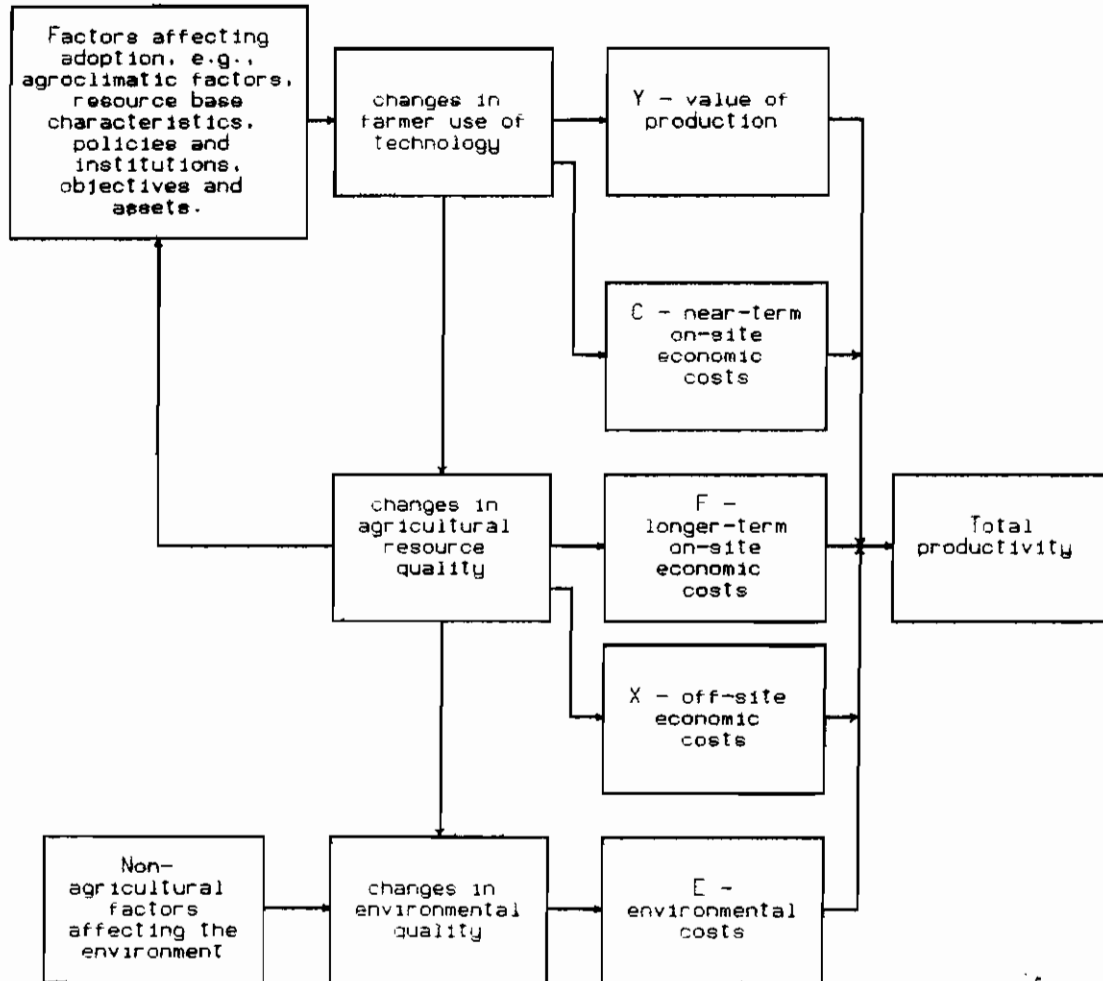 Factors affecting
adoption, e.g.,
agroclimatic factors,
resource base
characteristics,
policies and
institutions,
objectives and
assets.
changes in
farmer use of
technology
Y - value of
production
C - near-term
on-site
economic
costs
changes in
agricultural
resource
quality
F -
longer-term
on-site
economic
costs
Total
productivity
X - off-site
economic
costs
Non-
agricultural
factors
affecting the
environment
changes in
environmental
quality
E -
environmental
costs